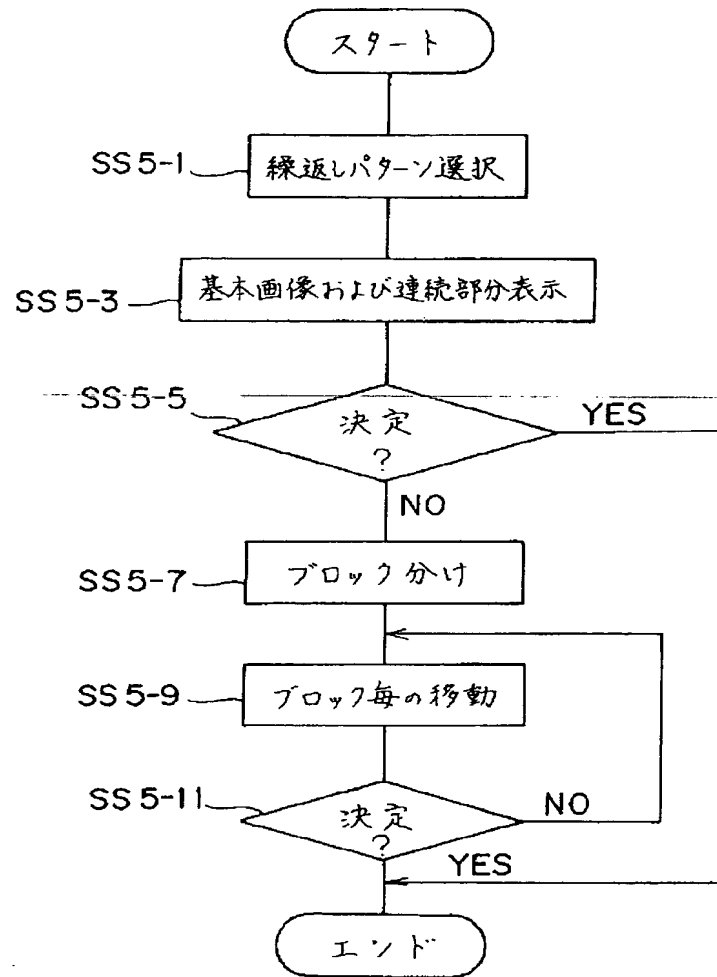 スタート
SS5-1
繰返しパターン選択
SS5-3
基本画像および連続部分表示
SS5-5
決定
?
YES
NO
SS5-7
ブロック分け
SS5-9
ブロック毎の移動
SS5-11
決定
?
NO
YES
エンド